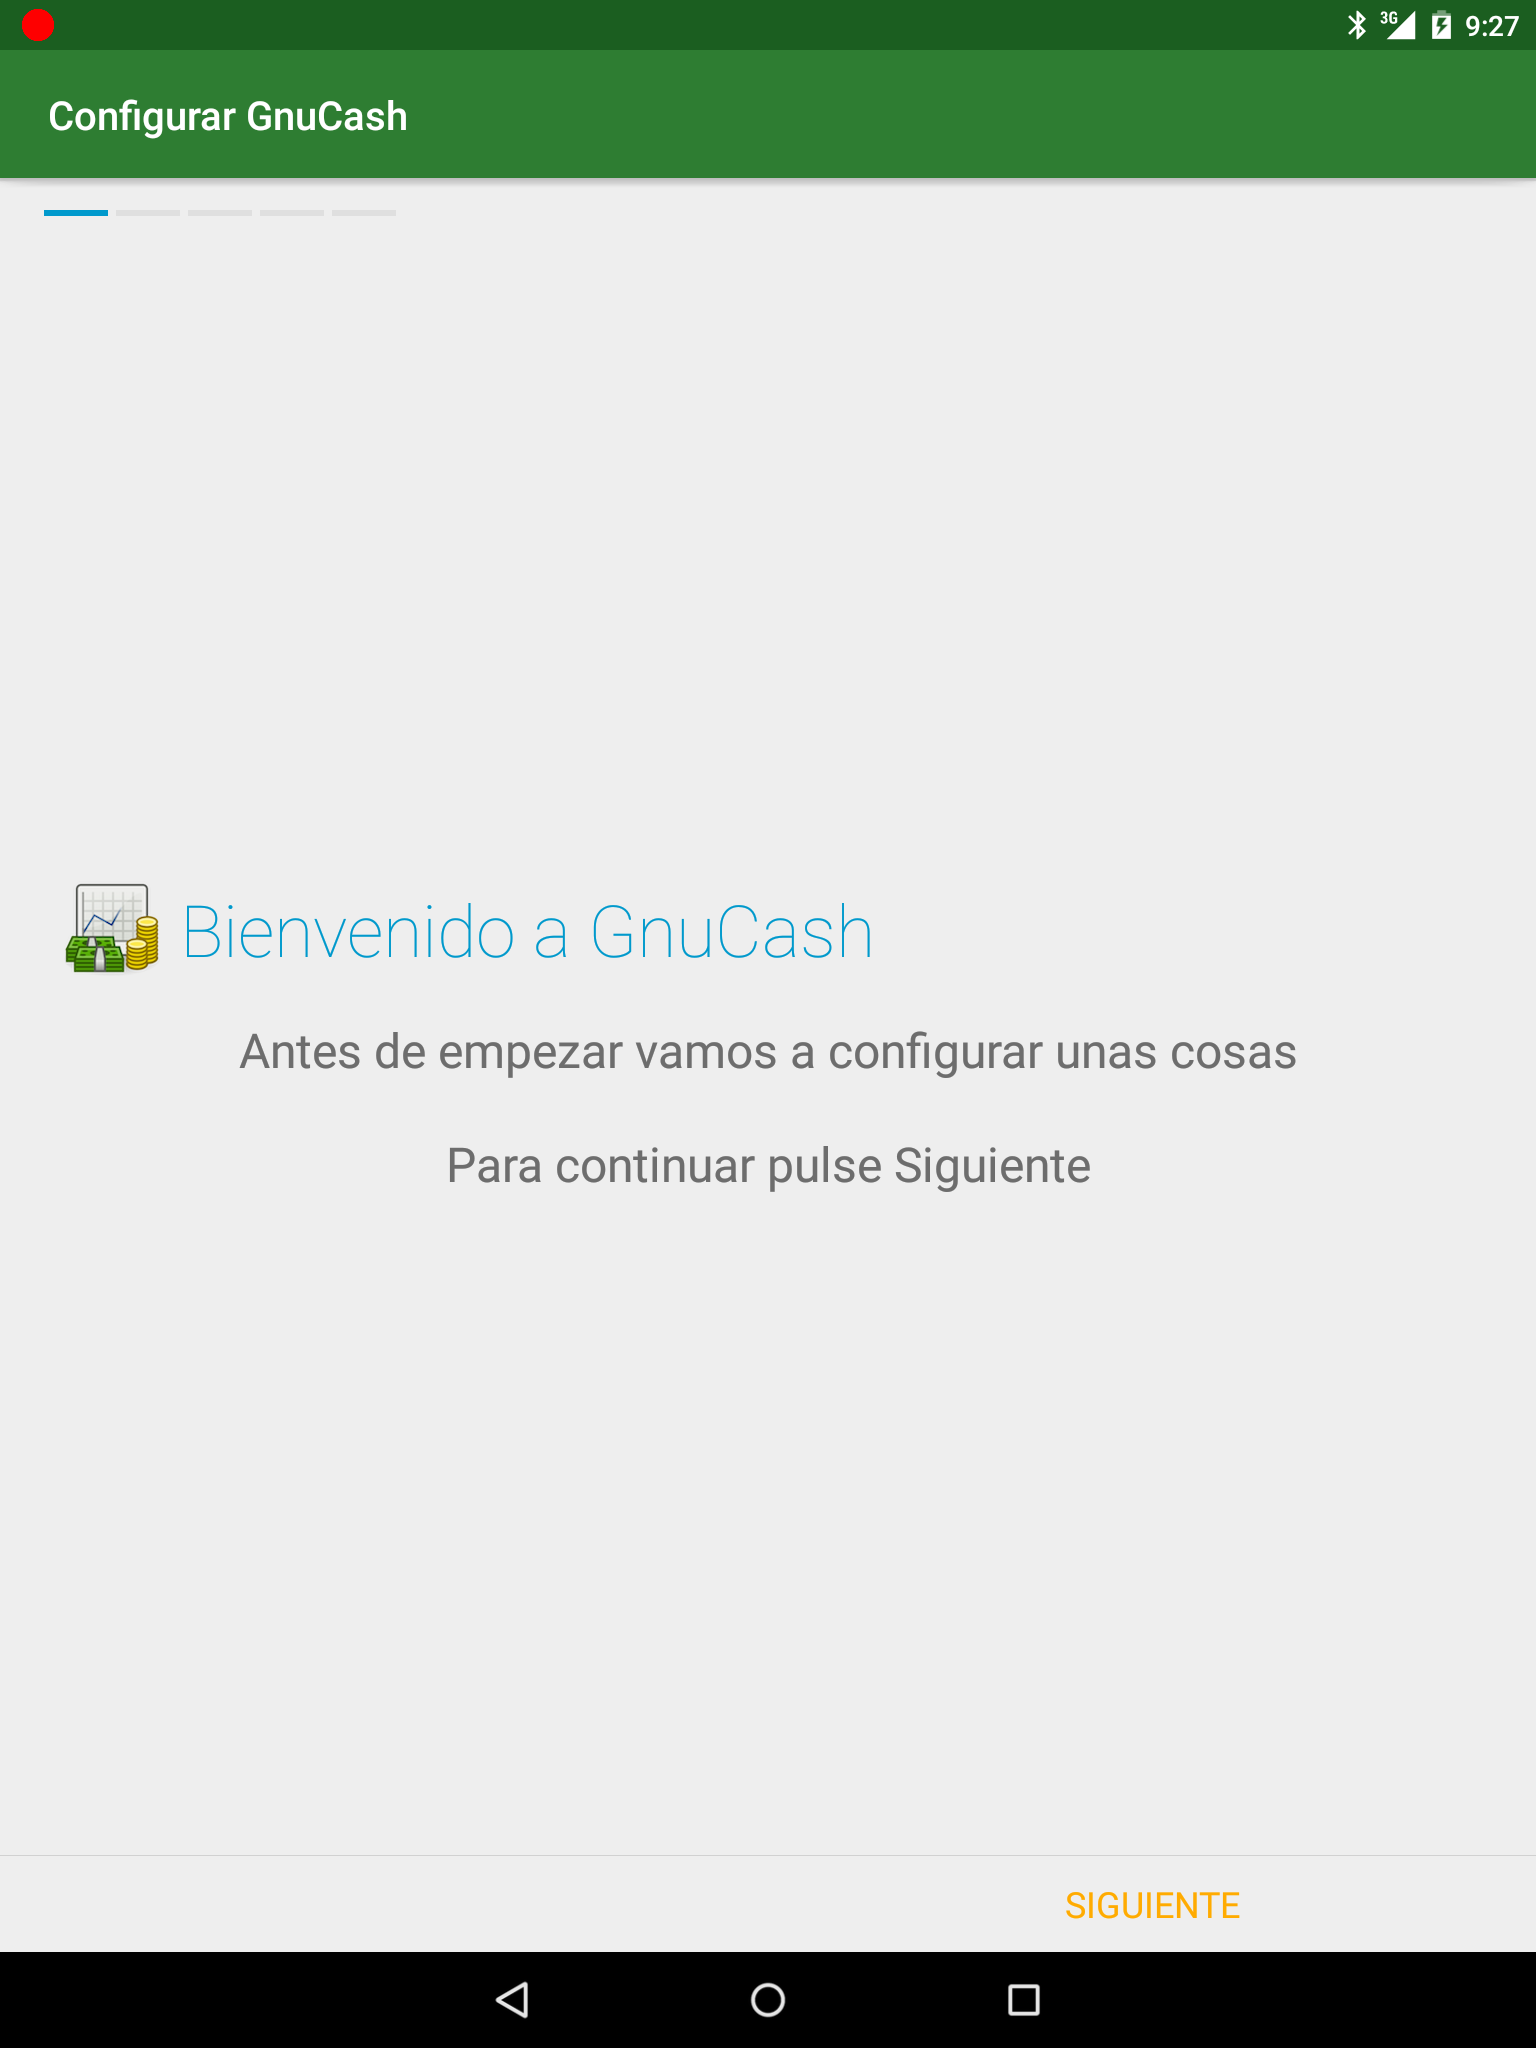 3G 9:27
Configurar GnuCash
Bienvenido a GnuCash
Antes de empezar vamos a configurar unas cosas
Para continuar pulse Siguiente
SIGUIENTE